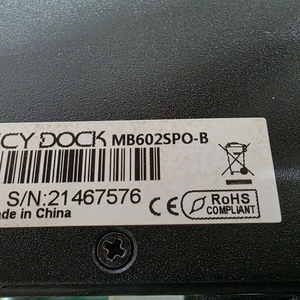 CY DOCK MB602SPO-B
S/N:21467576
ade in China
RoHS
COMPLIANT